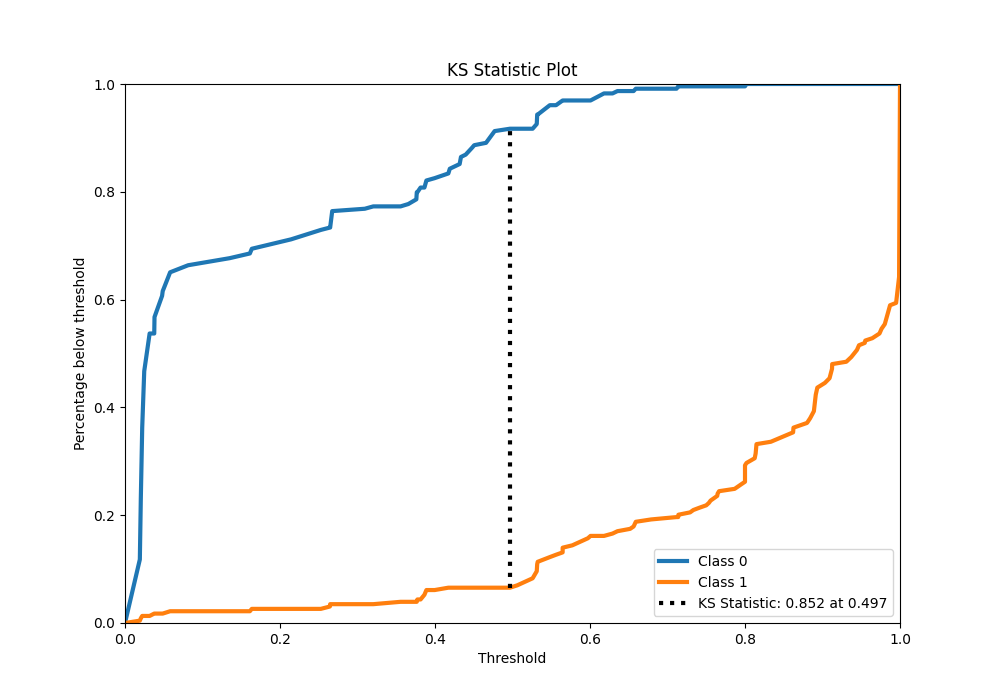 KS Statistic Plot
Percentage below threshold
1.0
0.8
0.6
0.4
0.2
0.0
0.0 0.2 0.4 0.6 0.8 1.0
Threshold
Class 0
Class 1
KS Statistic: 0.852 at 0.497